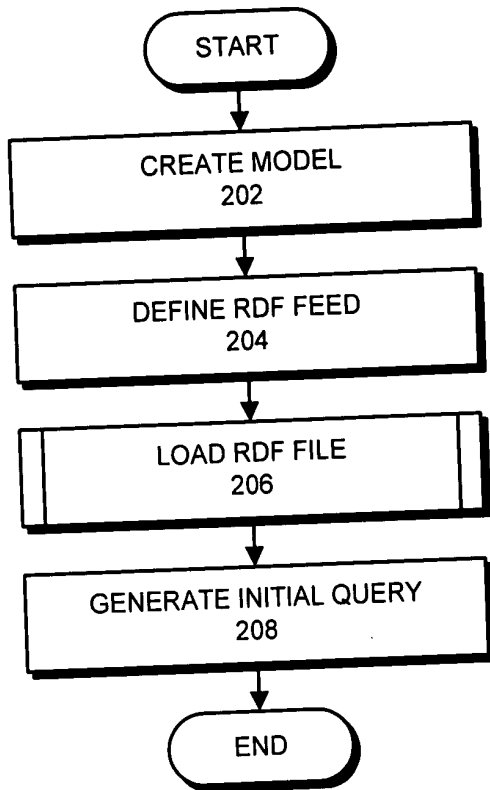 START
CREATE MODEL
202
DEFINE RDF FEED
204
LOAD RDF FILE
206
GENERATE INITIAL QUERY
208
END